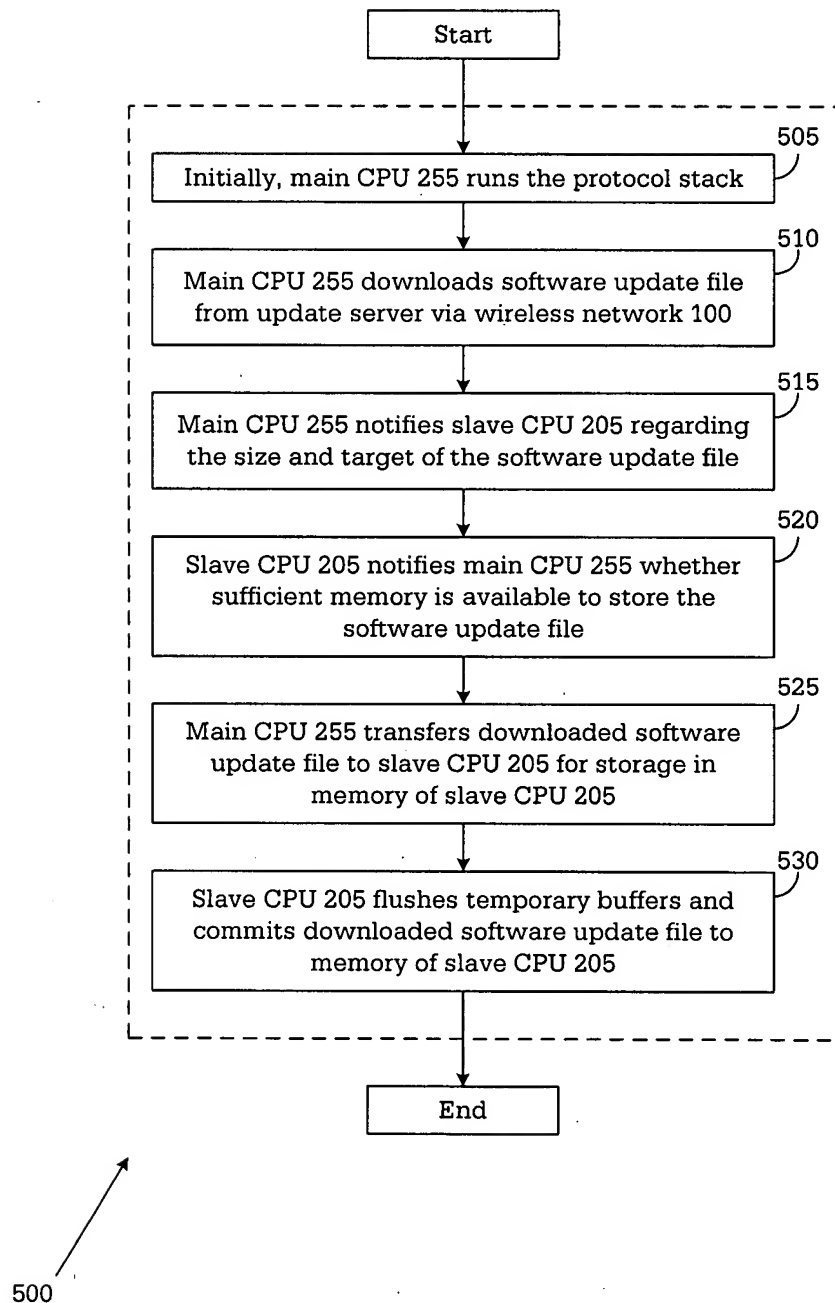 Start
505
Initially, main CPU 255 runs the protocol stack
510
Main CPU 255 downloads software update file
from update server via wireless network 100
515
Main CPU 255 notifies slave CPU 205 regarding
the size and target of the software update file
520
Slave CPU 205 notifies main CPU 255 whether
sufficient memory is available to store the
software update file
525
Main CPU 255 transfers downloaded software
update file to slave CPU 205 for storage in
memory of slave CPU 205
530
Slave CPU 205 flushes temporary buffers and
commits downloaded software update file to
memory of slave CPU 205
End
500